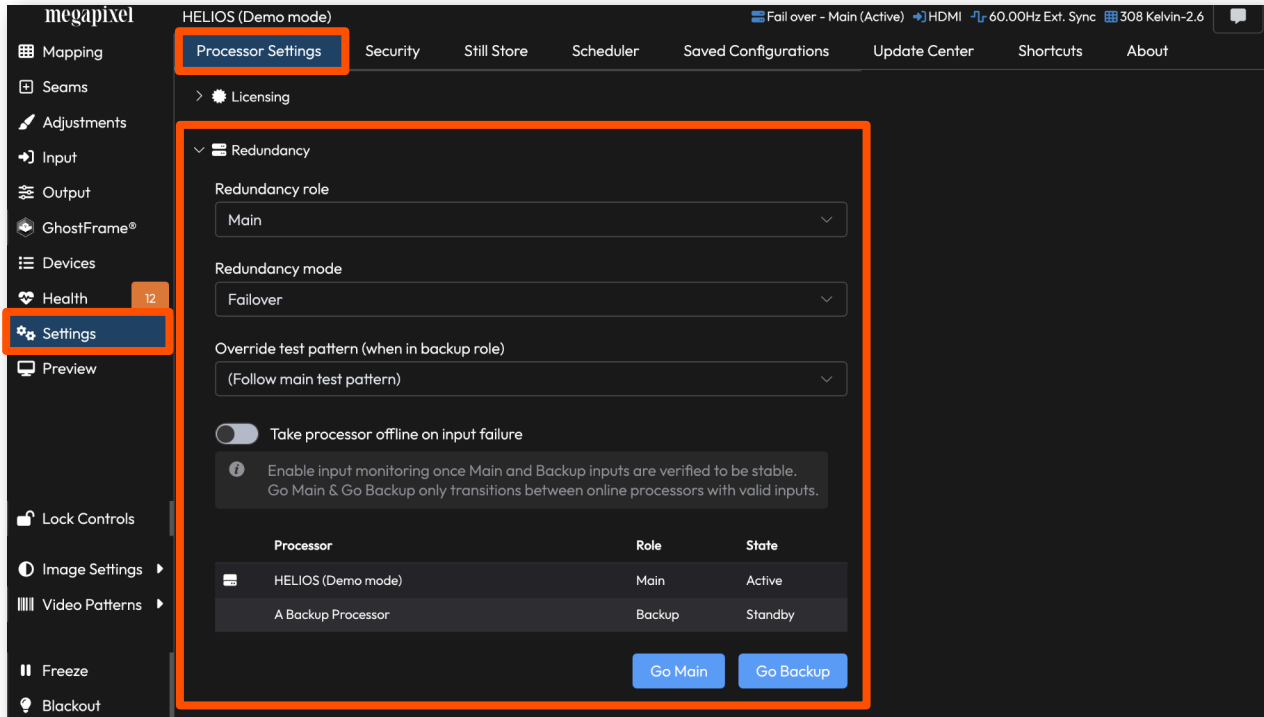 megapixel
HELIOS (Demo mode)
Fail over - Main (Active) HDMI 60.00Hz Ext. Sync 308 Kelvin-2.6
Mapping
Seams
Adjustments
Input
Output
GhostFrame®
Devices
Health 12
Settings
Preview
Lock Controls
Image Settings
Video Patterns
Freeze
Blackout
Processor Settings Security Still Store Scheduler Saved Configurations Update Center Shortcuts About
Licensing
Redundancy
Redundancy role
Main
Redundancy mode
Failover
Override test pattern (when in backup role)
(Follow main test pattern)
Take processor offline on input failure
Enable input monitoring once Main and Backup inputs are verified to be stable.
Go Main & Go Backup only transitions between online processors with valid inputs.
Processor Role State
HELIOS (Demo mode) Main Active
A Backup Processor Backup Standby
Go Main Go Backup